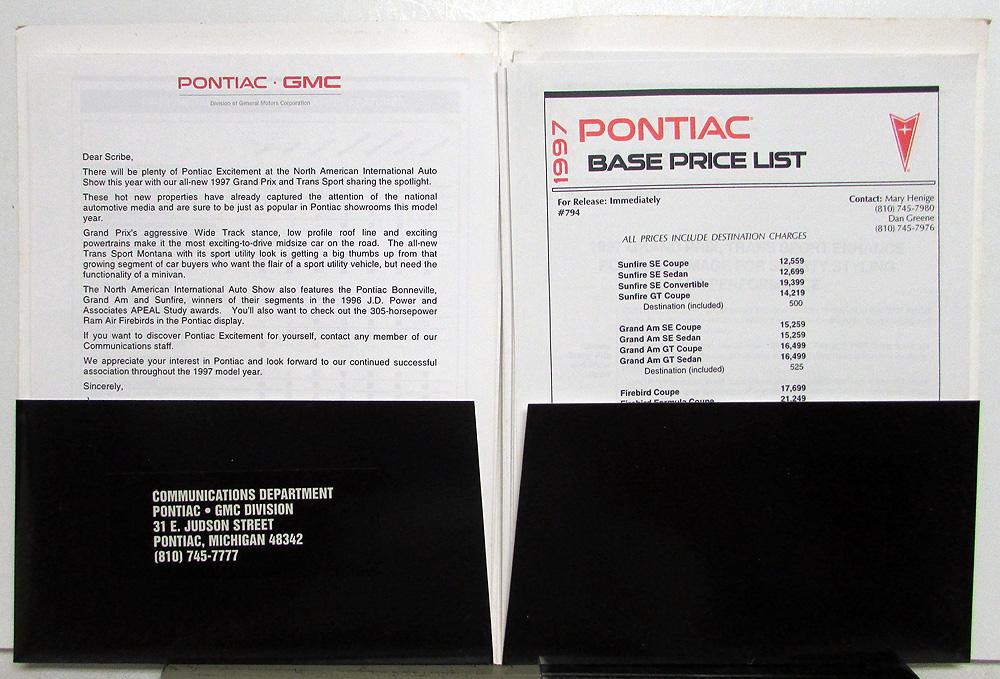 PONTIAC · GMC
Division of General Motors Corporation
Dear Scribe,
There will be plenty of Pontiac Excitement at the North American International Auto
Show this year with our all-new 1997 Grand Prix and Trans Sport sharing the spotlight.
These hot new properties have already captured the attention of the national
automotive media and are sure to be just as popular in Pontiac showrooms this model
year.
Grand Prix's aggressive Wide Track stance, low profile roof line and exciting
powertrains make it the most exciting-to-drive midsize car on the road. The all-new
Trans Sport Montana with its sport utility look is getting a big thumbs up from that
growing segment of car buyers who want the flair of a sport utility vehicle, but need the
functionality of a minivan.
The North American International Auto Show also features the Pontiac Bonneville,
Grand Am and Sunfire, winners of their segments in the 1996 J.D. Power and
Associates APEAL Study awards. You'll also want to check out the 305-horsepower
Ram Air Firebirds in the Pontiac display.
If you want to discover Pontiac Excitement for yourself, contact any member of our
Communications staff.
We appreciate your interest in Pontiac and look forward to our continued successful
association throughout the 1997 model year.
Sincerely,
COMMUNICATIONS DEPARTMENT
PONTIAC • GMC DIVISION
31 E. JUDSON STREET
PONTIAC, MICHIGAN 48342
(810) 745-7777
1997
PONTIAC
BASE PRICE LIST
For Release: Immediately
#794
Contact: Mary Henige
(810) 745-7980
Dan Greene
(810) 745-7976
ALL PRICES INCLUDE DESTINATION CHARGES
Sunfire SE Coupe 12,559
Sunfire SE Sedan 12,699
Sunfire SE Convertible 19,399
Sunfire GT Coupe 14,219
Destination (included) 500
Grand Am SE Coupe 15,259
Grand Am SE Sedan 15,259
Grand Am GT Coupe 16,499
Grand Am GT Sedan 16,499
Destination (included) 525
Firebird Coupe 17,699
Firebird Formula Coupe 21,249